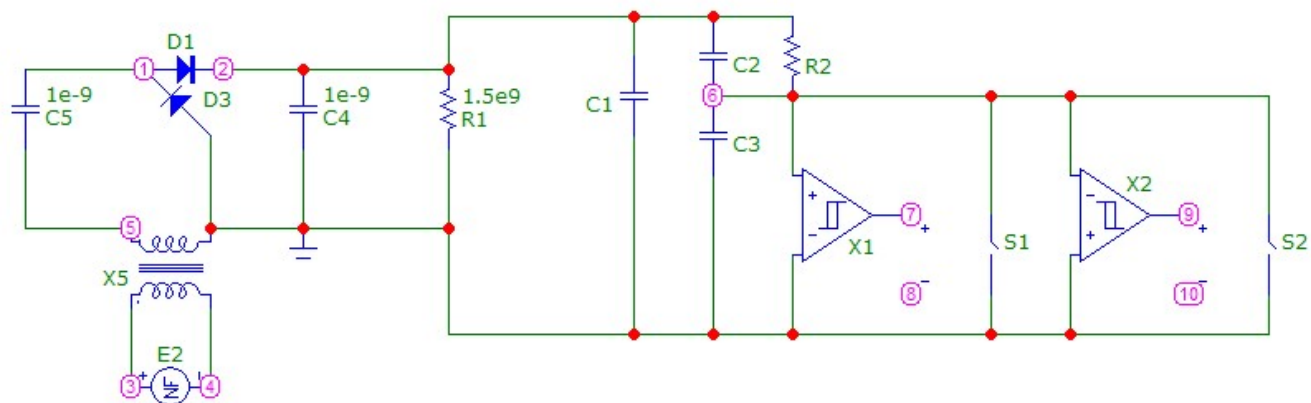 D1
1
2
D3
1e-9
C5
1e-9
C4
1.5e9
R1
C1
C2
R2
6
C3
+
-
X1
7
+
8
-
S1
-
+
X2
9
+
10
-
S2
5
X5
E2
3
+
NF
-
4